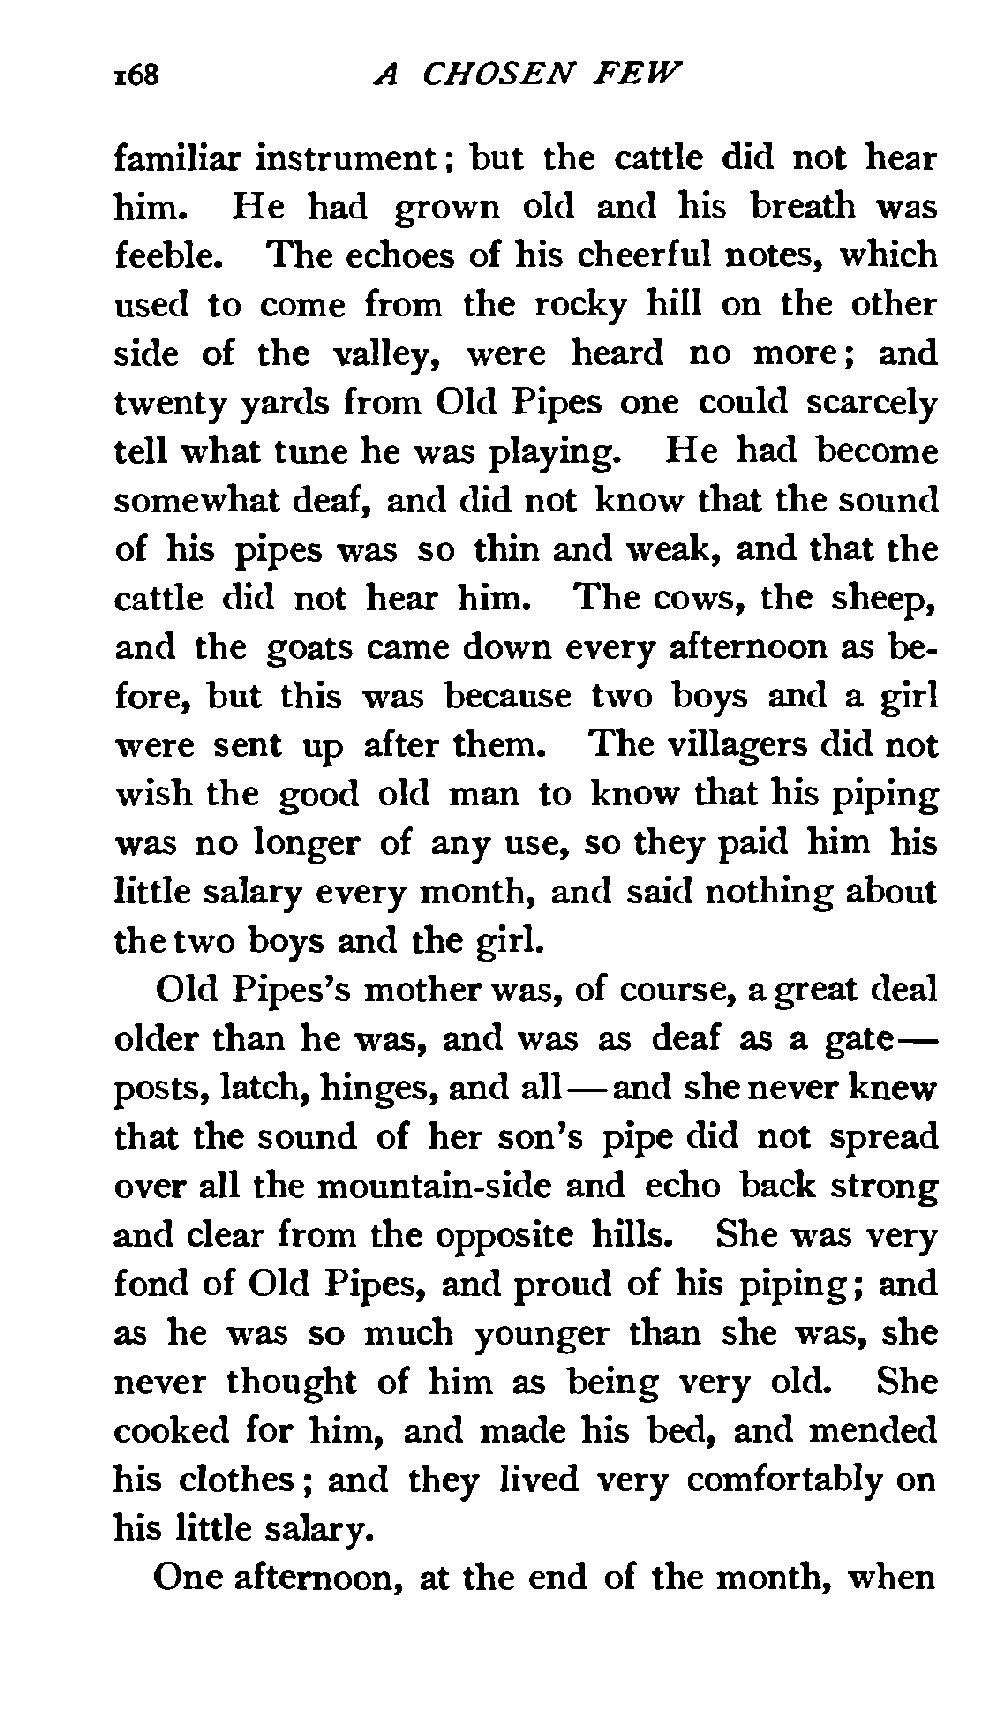 168 A CHOSEN FEW
familiar instrument; but the cattle did not hear
him. He had grown old and his breath was
feeble. The echoes of his cheerful notes, which
used to come from the rocky hill on the other
side of the valley, were heard no more; and
twenty yards from Old Pipes one could scarcely
tell what tune he was playing. He had become
somewhat deaf, and did not know that the sound
of his pipes was so thin and weak, and that the
cattle did not hear him. The cows, the sheep,
and the goats came down every afternoon as be-
fore, but this was because two boys and a girl
were sent up after them. The villagers did not
wish the good old man to know that his piping
was no longer of any use, so they paid him his
little salary every month, and said nothing about
the two boys and the girl.
Old Pipes's mother was, of course, a great deal
older than he was, and was as deaf as a gate—
posts, latch, hinges, and all—and she never knew
that the sound of her son's pipe did not spread
over all the mountain-side and echo back strong
and clear from the opposite hills. She was very
fond of Old Pipes, and proud of his piping; and
as he was so much younger than she was, she
never thought of him as being very old. She
cooked for him, and made his bed, and mended
his clothes; and they lived very comfortably on
his little salary.
One afternoon, at the end of the month, when